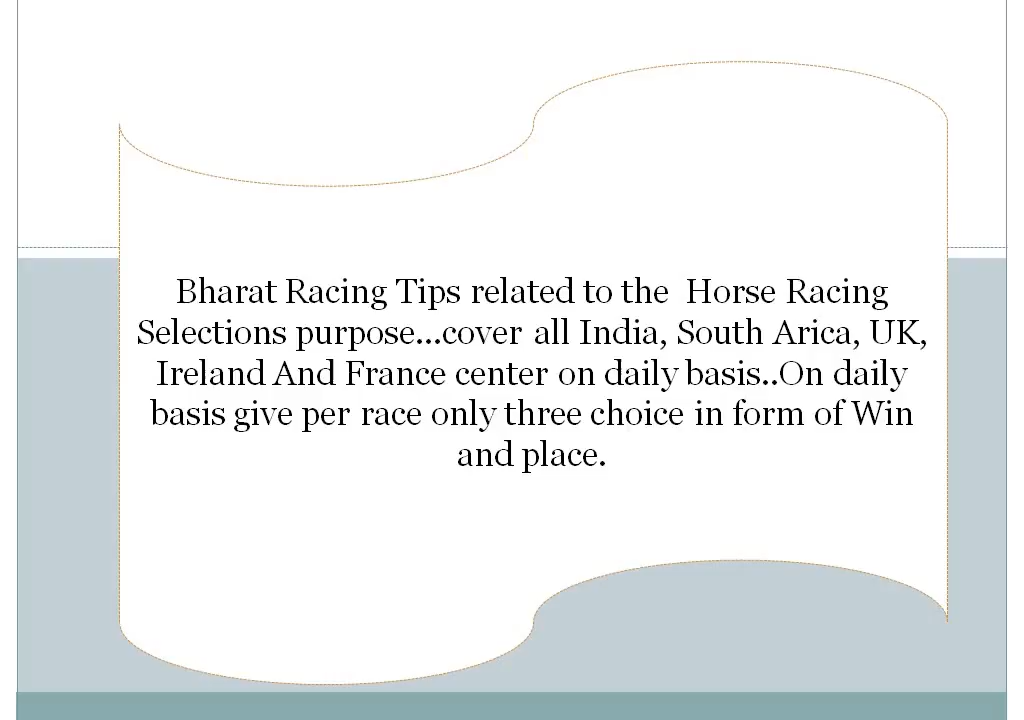 Bharat Racing Tips related to the  Horse Racing
Selections purpose...cover all India, South Arica, UK,
Ireland And France center on daily basis..On daily
basis give per race only three choice in form of Win
and place.